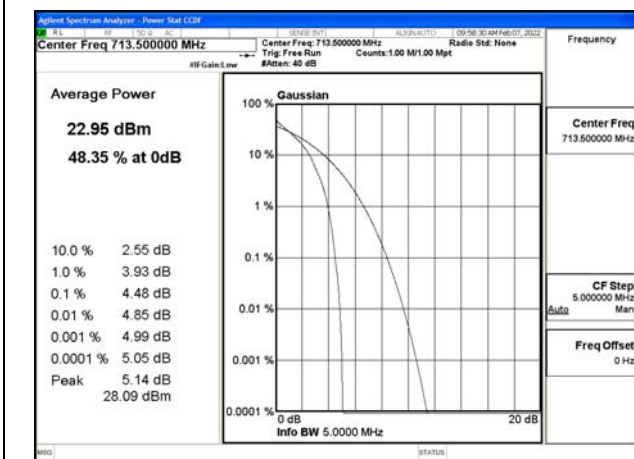 Agilent Spectrum Analyzer - Power Stat CCDF
RL RF 50 Ω AC SENSE:INT ALIGNAUTO 09:58:30 AM Feb 07, 2022
Center Freq 713.500000 MHz
Center Freq: 713.500000 MHz Radio Std: None
Trig: Free Run Counts:1.00 M/1.00 Mpt
#IFGain:Low #Atten: 40 dB
Frequency
Average Power
22.95 dBm
48.35 % at 0dB
10.0 % 2.55 dB
1.0 % 3.93 dB
0.1 % 4.48 dB
0.01 % 4.85 dB
0.001 % 4.99 dB
0.0001 % 5.05 dB
Peak 5.14 dB
28.09 dBm
Gaussian
100 %
10 %
1 %
0.1 %
0.01 %
0.001 %
0.0001 %
0 dB 20 dB
Info BW 5.0000 MHz
Center Freq
713.500000 MHz
CF Step
5.000000 MHz
Auto Man
Freq Offset
0 Hz
MSG STATUS